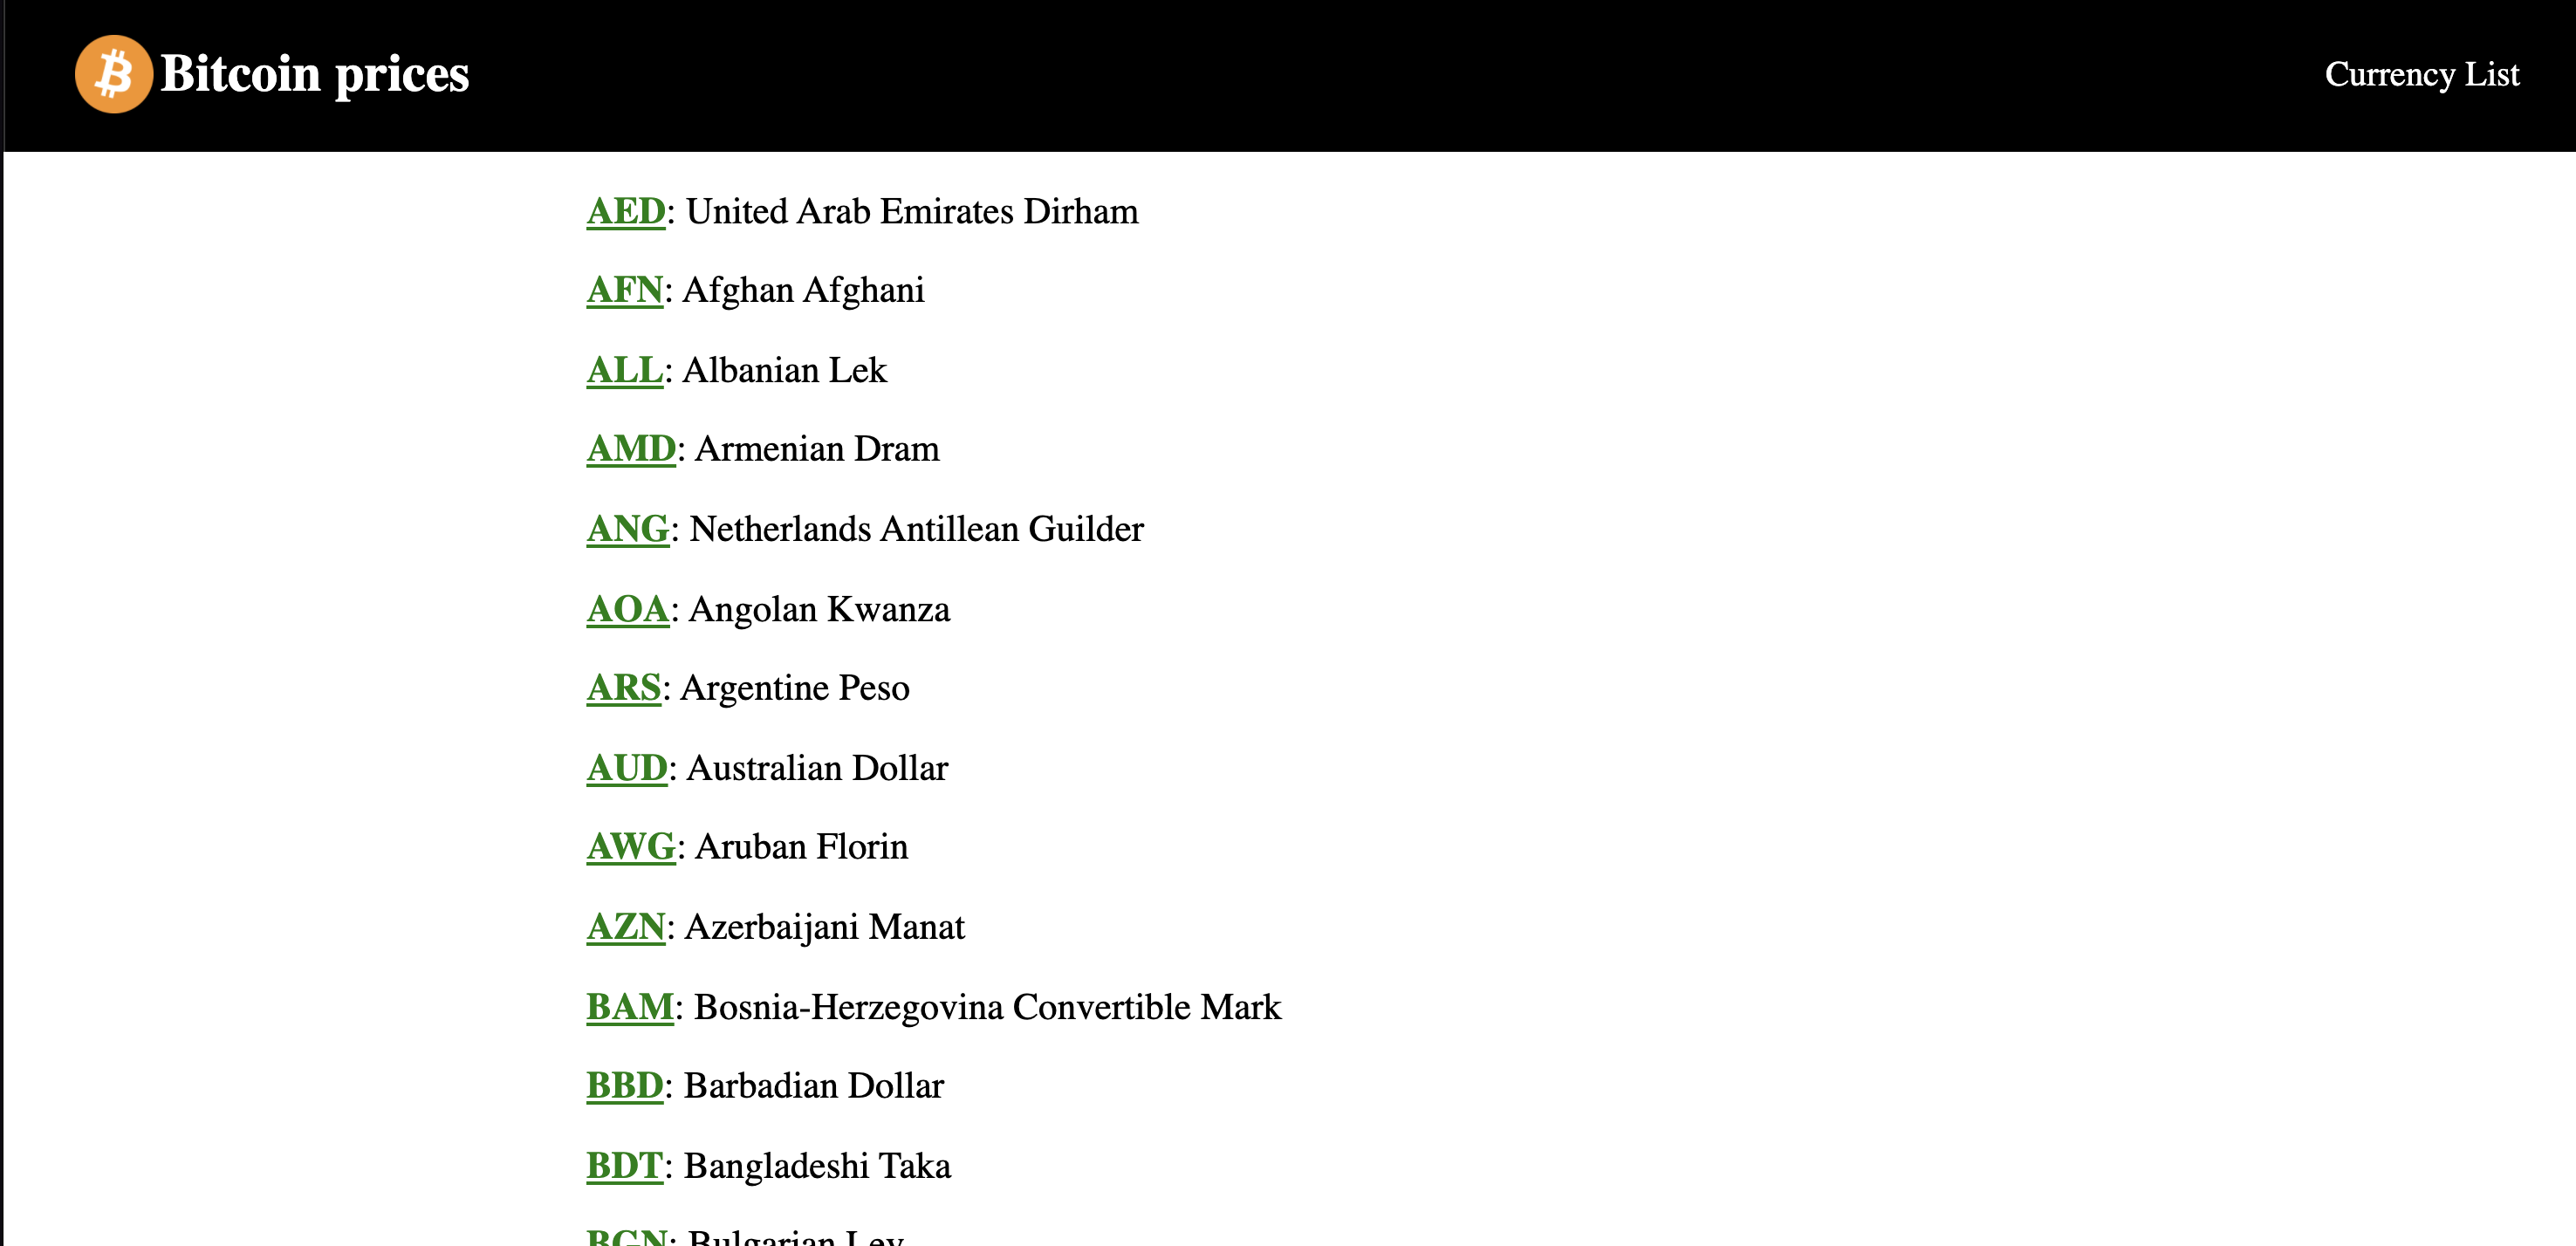 Bitcoin prices
Currency List
AED: United Arab Emirates Dirham
AFN: Afghan Afghani
ALL: Albanian Lek
AMD: Armenian Dram
ANG: Netherlands Antillean Guilder
AOA: Angolan Kwanza
ARS: Argentine Peso
AUD: Australian Dollar
AWG: Aruban Florin
AZN: Azerbaijani Manat
BAM: Bosnia-Herzegovina Convertible Mark
BBD: Barbadian Dollar
BDT: Bangladeshi Taka
BGN: Bulgarian Lev